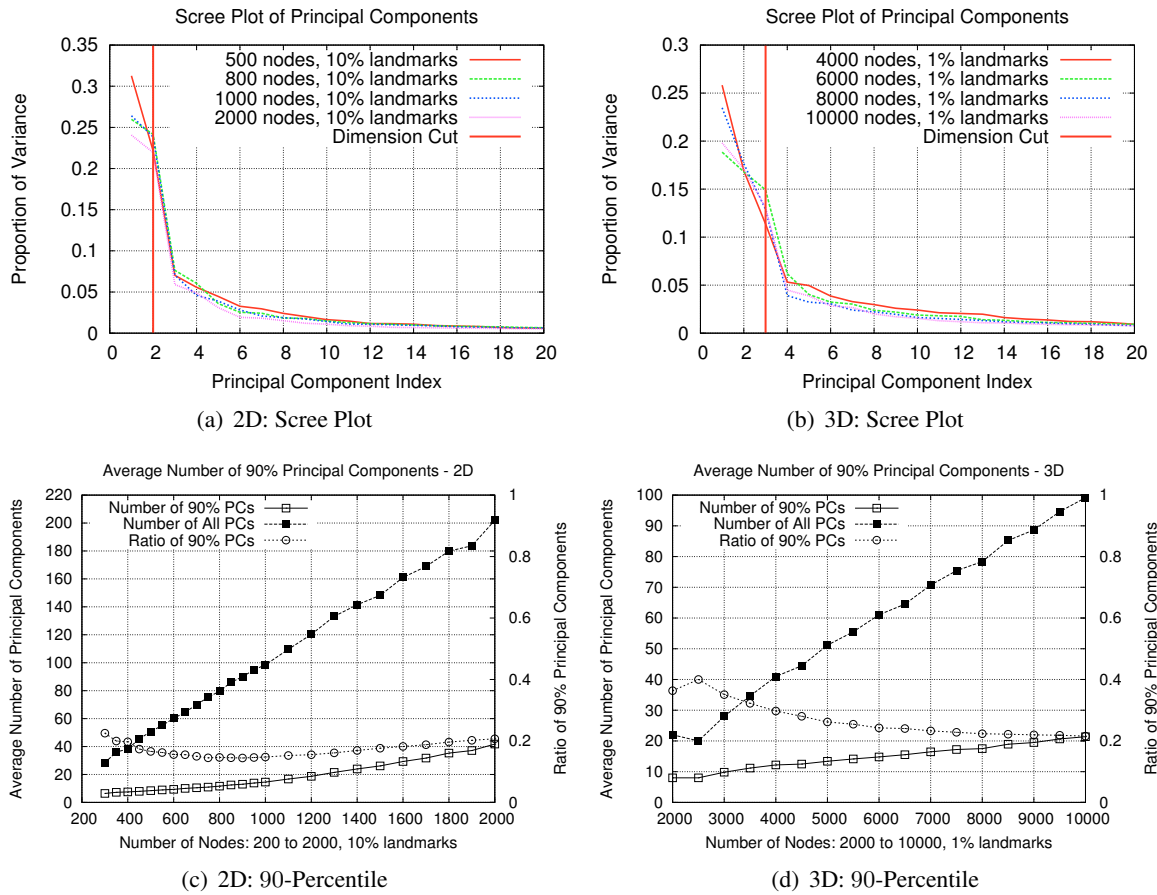 Scree Plot of Principal Components
0.35
0.3
0.25
0.2
0.15
0.1
0.05
0
Proportion of Variance
500 nodes, 10% landmarks
800 nodes, 10% landmarks
1000 nodes, 10% landmarks
2000 nodes, 10% landmarks
Dimension Cut
0 2 4 6 8 10 12 14 16 18 20
Principal Component Index
(a) 2D: Scree Plot
Scree Plot of Principal Components
0.3
0.25
0.2
0.15
0.1
0.05
0
Proportion of Variance
4000 nodes, 1% landmarks
6000 nodes, 1% landmarks
8000 nodes, 1% landmarks
10000 nodes, 1% landmarks
Dimension Cut
0 2 4 6 8 10 12 14 16 18 20
Principal Component Index
(b) 3D: Scree Plot
Average Number of 90% Principal Components - 2D
220
200
180
160
140
120
100
80
60
40
20
0
Average Number of Principal Components
Number of 90% PCs
Number of All PCs
Ratio of 90% PCs
1
0.8
0.6
0.4
0.2
0
Ratio of 90% Principal Components
200 400 600 800 1000 1200 1400 1600 1800 2000
Number of Nodes: 200 to 2000, 10% landmarks
(c) 2D: 90-Percentile
Average Number of 90% Principal Components - 3D
100
90
80
70
60
50
40
30
20
10
0
Average Number of Principal Components
Number of 90% PCs
Number of All PCs
Ratio of 90% PCs
1
0.8
0.6
0.4
0.2
0
Ratio of 90% Principal Components
2000 3000 4000 5000 6000 7000 8000 9000 10000
Number of Nodes: 2000 to 10000, 1% landmarks
(d) 3D: 90-Percentile